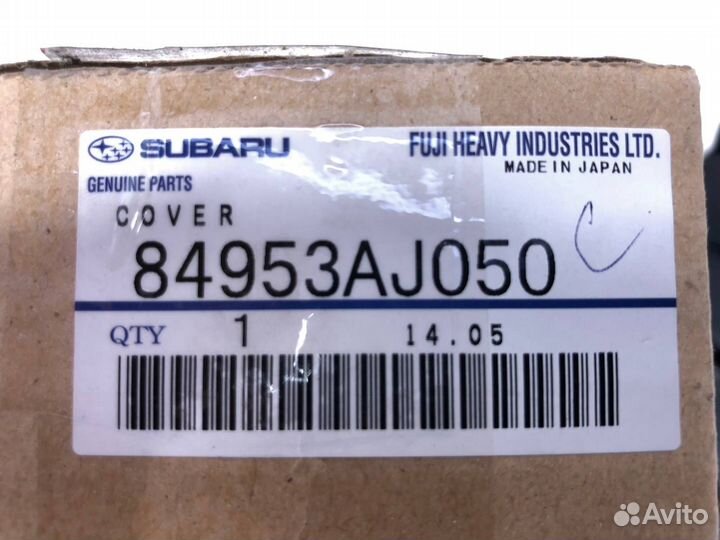 SUBARU FUJI HEAVY INDUSTRIES LTD.
GENUINE PARTS MADE IN JAPAN
COVER
84953AJ050 C
QTY 1 14.05
Avito